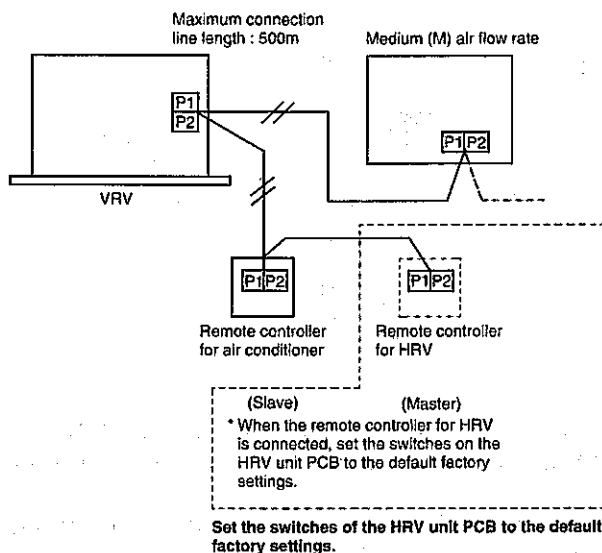 Maximum connection
line length : 500m
Medium (M) air flow rate
P1
P2
P1 P2
VRV
P1 P2
P1 P2
Remote controller
for air conditioner
Remote controller
for HRV
(Slave)
(Master)
* When the remote controller for HRV
is connected, set the switches on the
HRV unit PCB to the default factory
settings.
Set the switches of the HRV unit PCB to the default
factory settings.